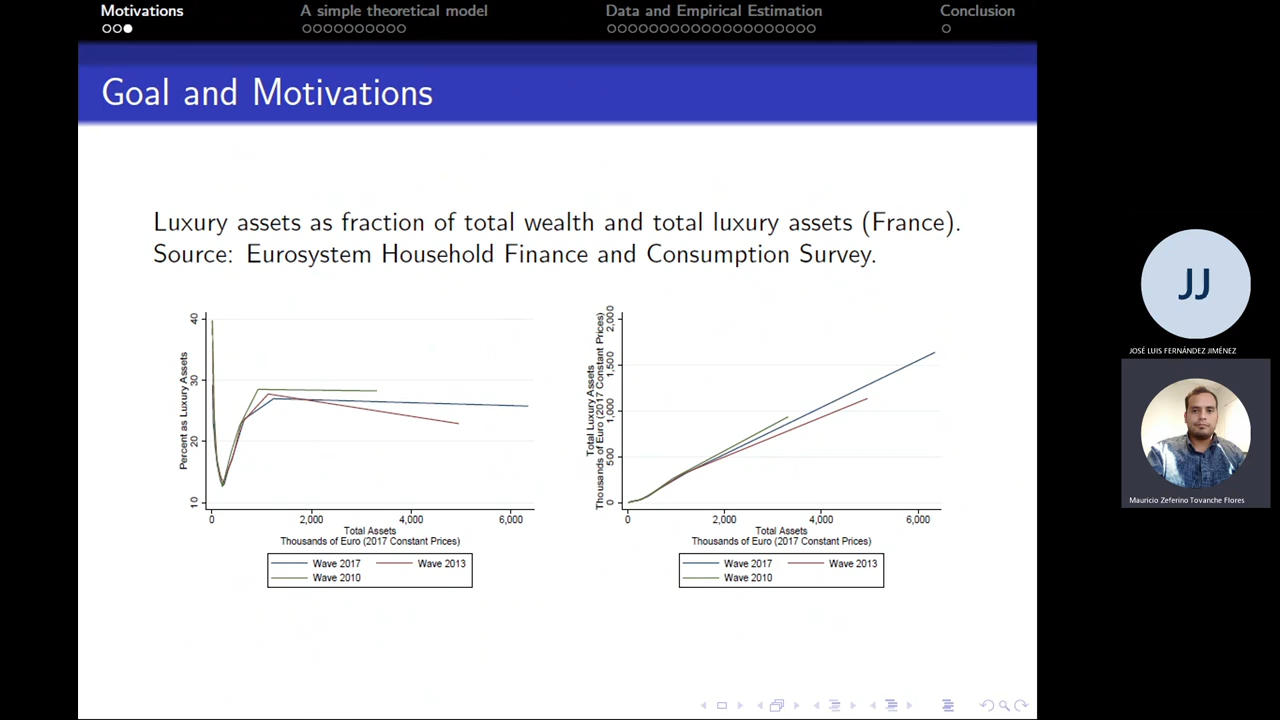 Motivations
A simple theoretical model
Data and Empirical Estimation
Conclusion
Goal and Motivations
Luxury assets as fraction of total wealth and total luxury assets (France).
Source: Eurosystem Household Finance and Consumption Survey.
Percent as Luxury Assets
40
30
20
10
0
2,000
4,000
6,000
Total Assets
Thousands of Euro (2017 Constant Prices)
Wave 2017
Wave 2013
Wave 2010
Total Luxury Assets
Thousands of Euro (2017 Constant Prices)
2,000
1,500
1,000
500
0
0
2,000
4,000
6,000
Total Assets
Thousands of Euro (2017 Constant Prices)
Wave 2017
Wave 2013
Wave 2010
JJ
JOSÉ LUIS FERNÁNDEZ JIMÉNEZ
Mauricio Zeferino Tovanche Flores